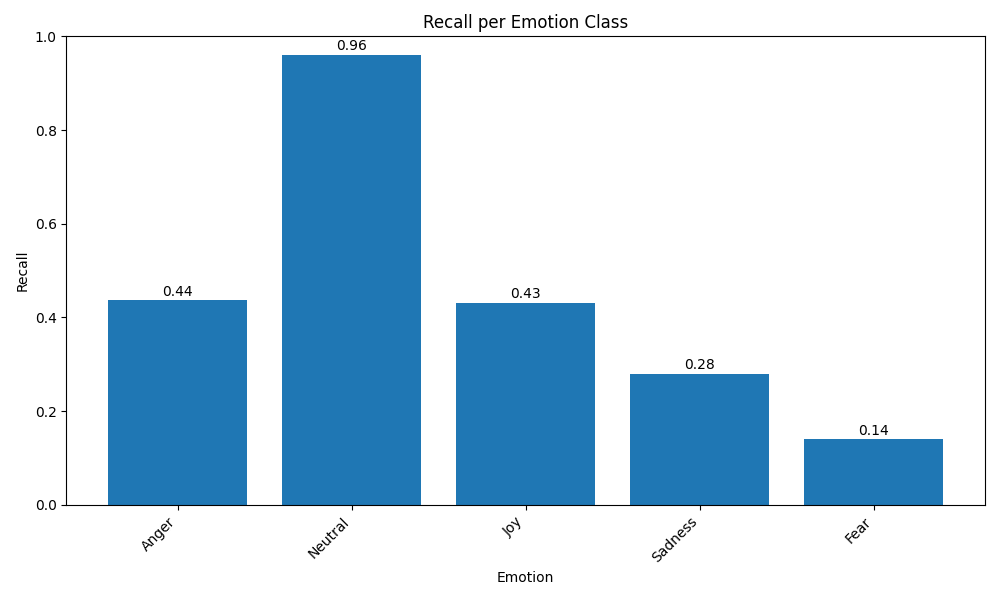 Recall per Emotion Class
1.0
0.8
0.6
0.4
0.2
0.0
Recall
0.44
0.96
0.43
0.28
0.14
Anger
Neutral
Joy
Sadness
Fear
Emotion